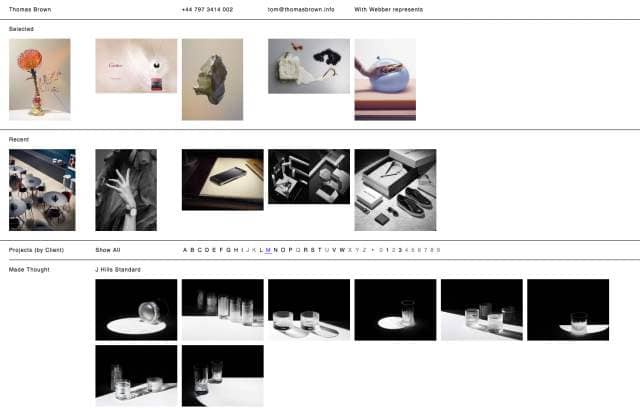 Thomas Brown
+44 797 3414 002
tom@thomasbrown.info
With Webber represents
Selected
Cartier
Recent
Projects (by Client)
Show All
A B C D E F G H I J K L M N O P Q R S T U V W X Y Z + 0 1 2 3 4 5 6 7 8 9
Made Thought
J Hills Standard